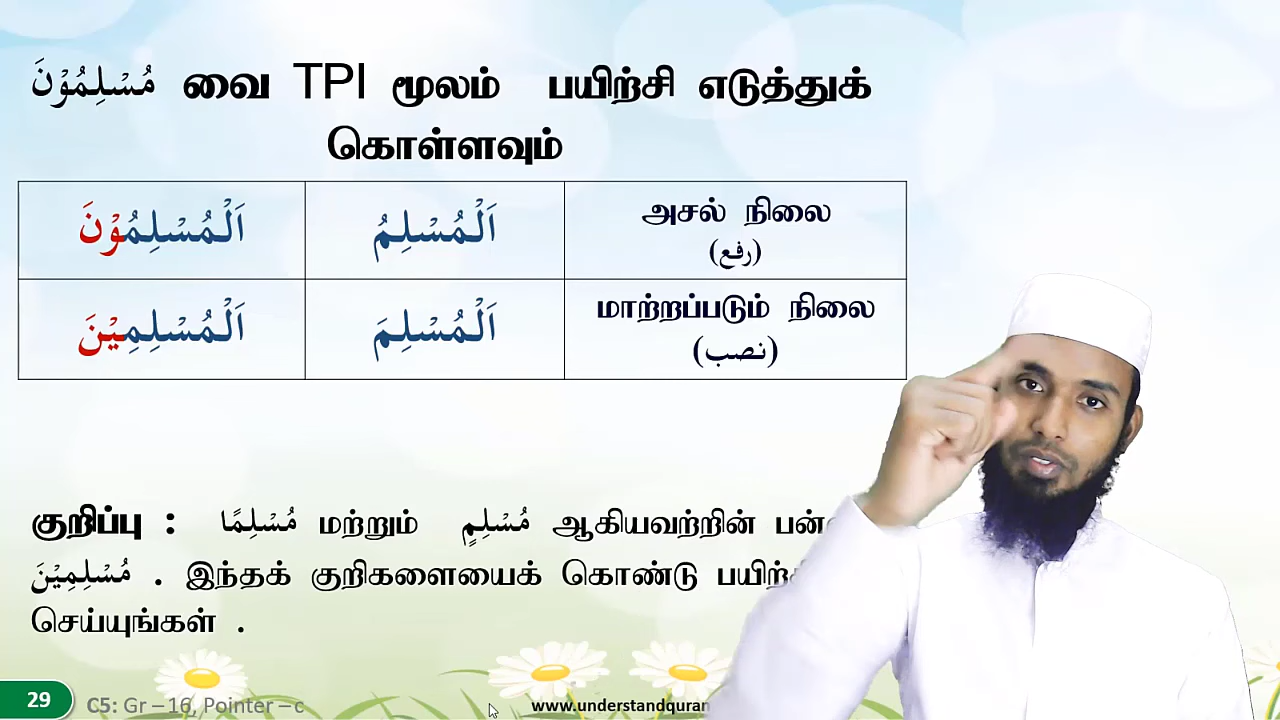 مُسْلِمُوْنَ வை TPI மூலம் பயிற்சி எடுத்துக்
கொள்ளவும்
اَلْمُسْلِمُوْنَ اَلْمُسْلِمُ அசல் நிலை
(رفع)
اَلْمُسْلِمِيْنَ اَلْمُسْلِمَ மாற்றப்படும் நிலை
(نصب)
குறிப்பு : مُسْلِمًا மற்றும் مُسْلِمٍ ஆகியவற்றின்
مُسْلِمِيْنَ . இந்தக் குறிகளையைக் கொண்டு
செய்யுங்கள் .
29 C5: Gr – 16, Pointer – c www.understandquran